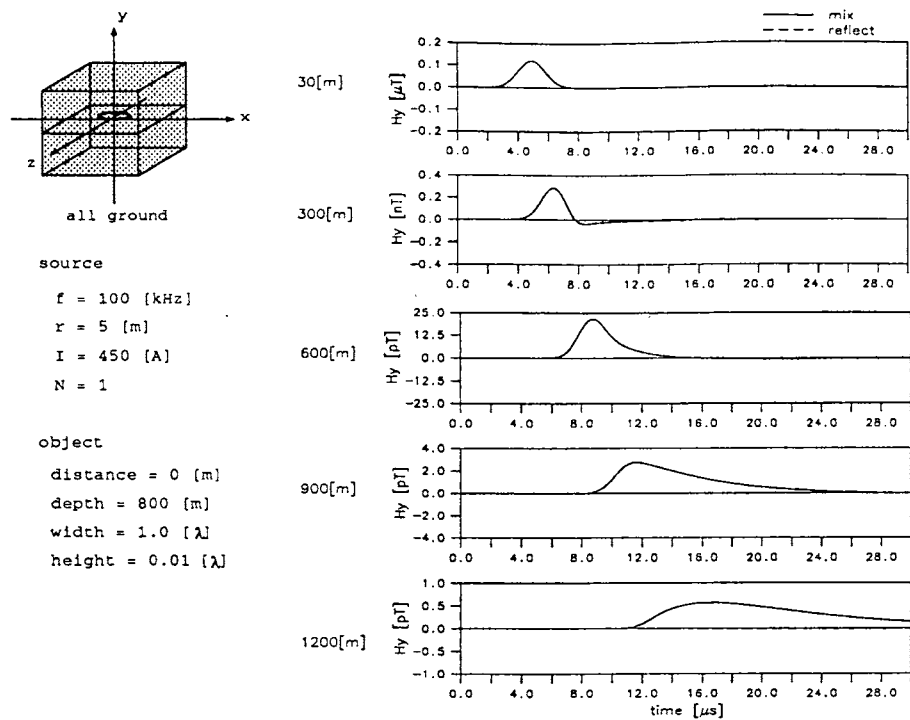 mix
reflect
y
x
z
all ground
source
f = 100 [kHz]
r = 5 [m]
I = 450 [A]
N = 1
object
distance = 0 [m]
depth = 800 [m]
width = 1.0 [λ]
height = 0.01 [λ]
30[m]
Hy [μT]
0.2
0.1
0.0
−0.1
−0.2
0.0 4.0 8.0 12.0 16.0 20.0 24.0 28.0
300[m]
Hy [nT]
0.4
0.2
0.0
−0.2
−0.4
0.0 4.0 8.0 12.0 16.0 20.0 24.0 28.0
600[m]
Hy [pT]
25.0
12.5
0.0
−12.5
−25.0
0.0 4.0 8.0 12.0 16.0 20.0 24.0 28.0
900[m]
Hy [pT]
4.0
2.0
0.0
−2.0
−4.0
0.0 4.0 8.0 12.0 16.0 20.0 24.0 28.0
1200[m]
Hy [pT]
1.0
0.5
0.0
−0.5
−1.0
0.0 4.0 8.0 12.0 16.0 20.0 24.0 28.0
time [μs]